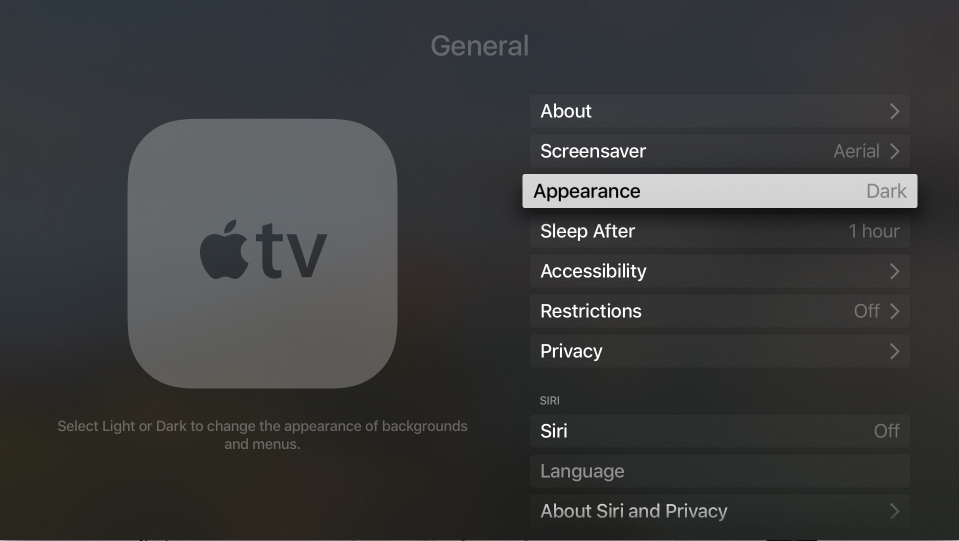 General
About
Screensaver Aerial
Appearance Dark
Sleep After 1 hour
Accessibility
Restrictions Off
Privacy
SIRI
Siri Off
Language
About Siri and Privacy
tv
Select Light or Dark to change the appearance of backgrounds
and menus.